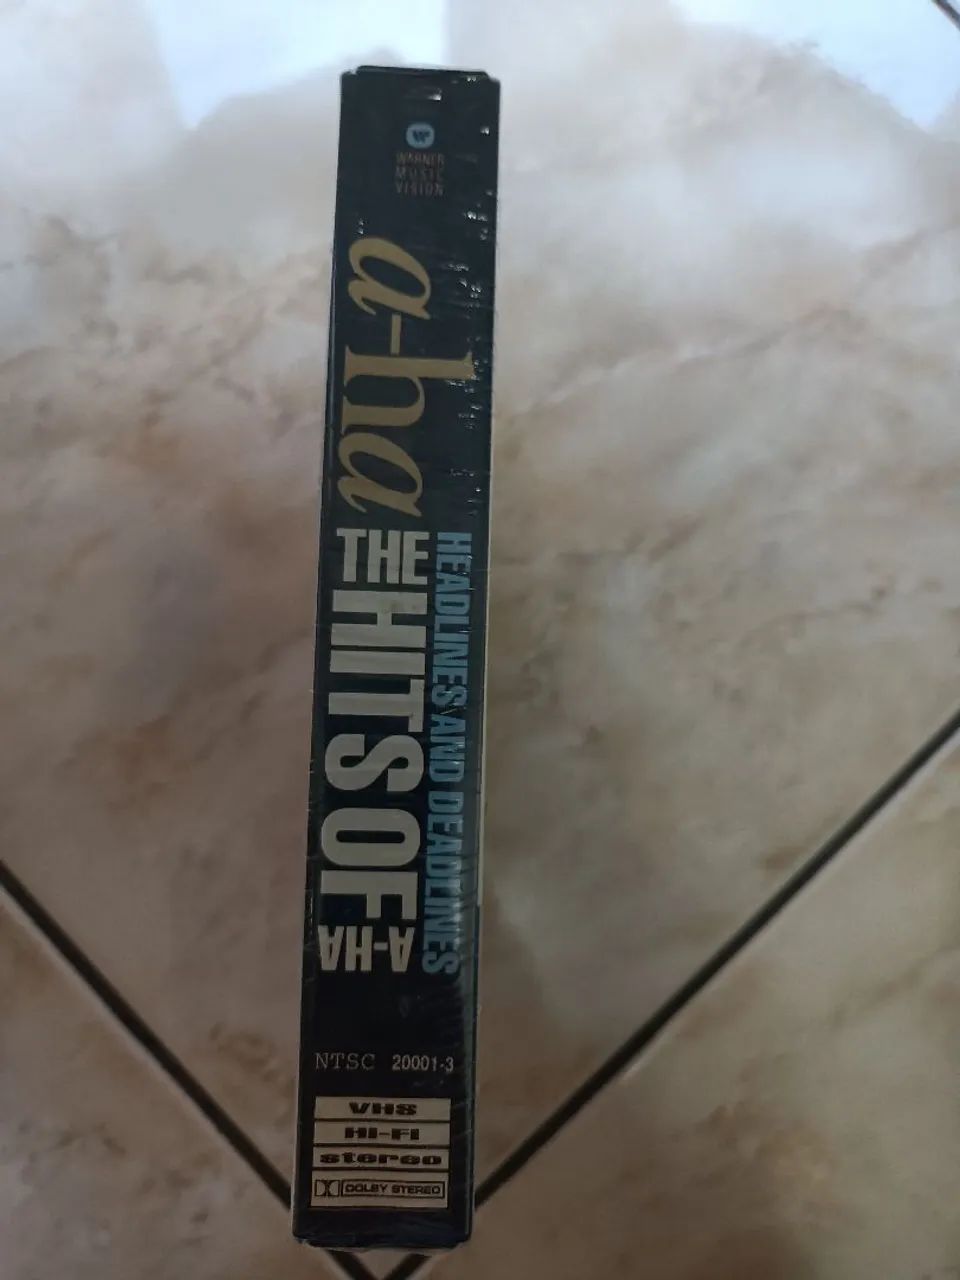 WARNER
MUSIC
VISION
a-ha
HEADLINES AND DEADLINES
THE
HITS OF
A-HA
NTSC 20001-3
VHS
HI-FI
stereo
DOLBY STEREO